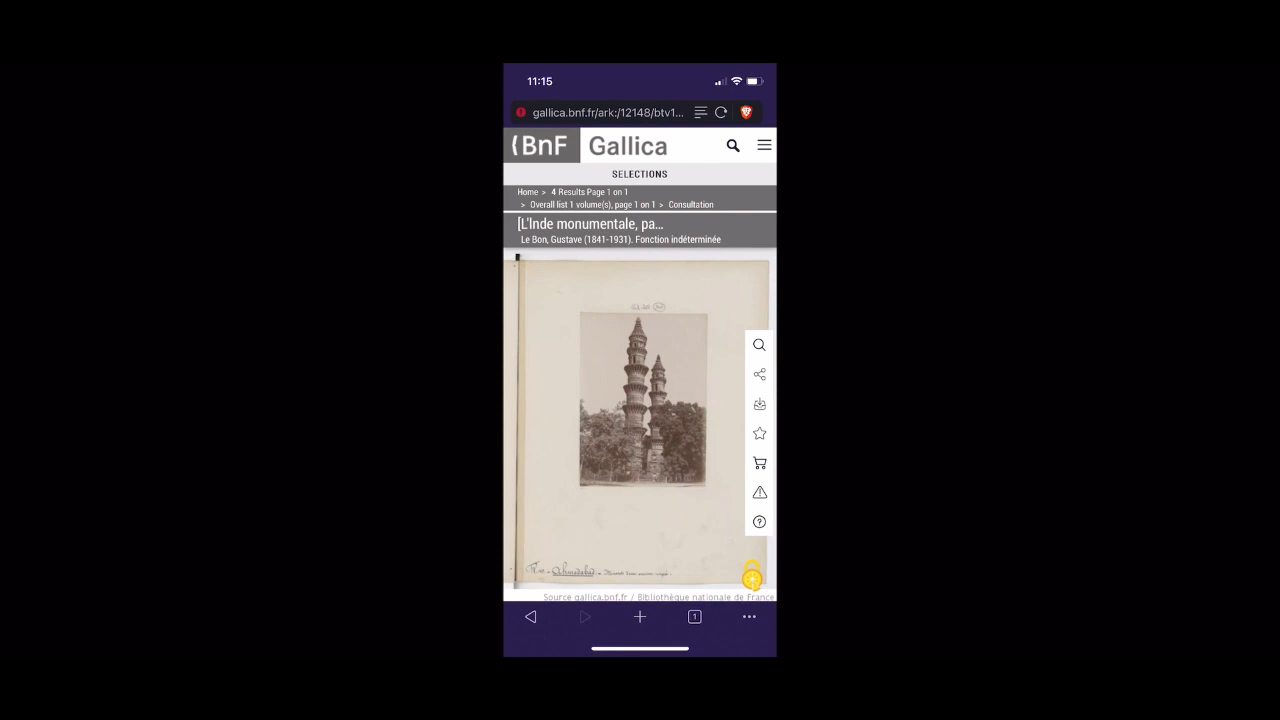 11:15
gallica.bnf.fr/ark:/12148/btv1...
BnF Gallica
SELECTIONS
Home > 4 Results Page 1 on 1
> Overall list 1 volume(s), page 1 on 1 > Consultation
[L'Inde monumentale, pa...
Le Bon, Gustave (1841-1931). Fonction indéterminée
Ahmedabad
Source gallica.bnf.fr / Bibliothèque nationale de France
1